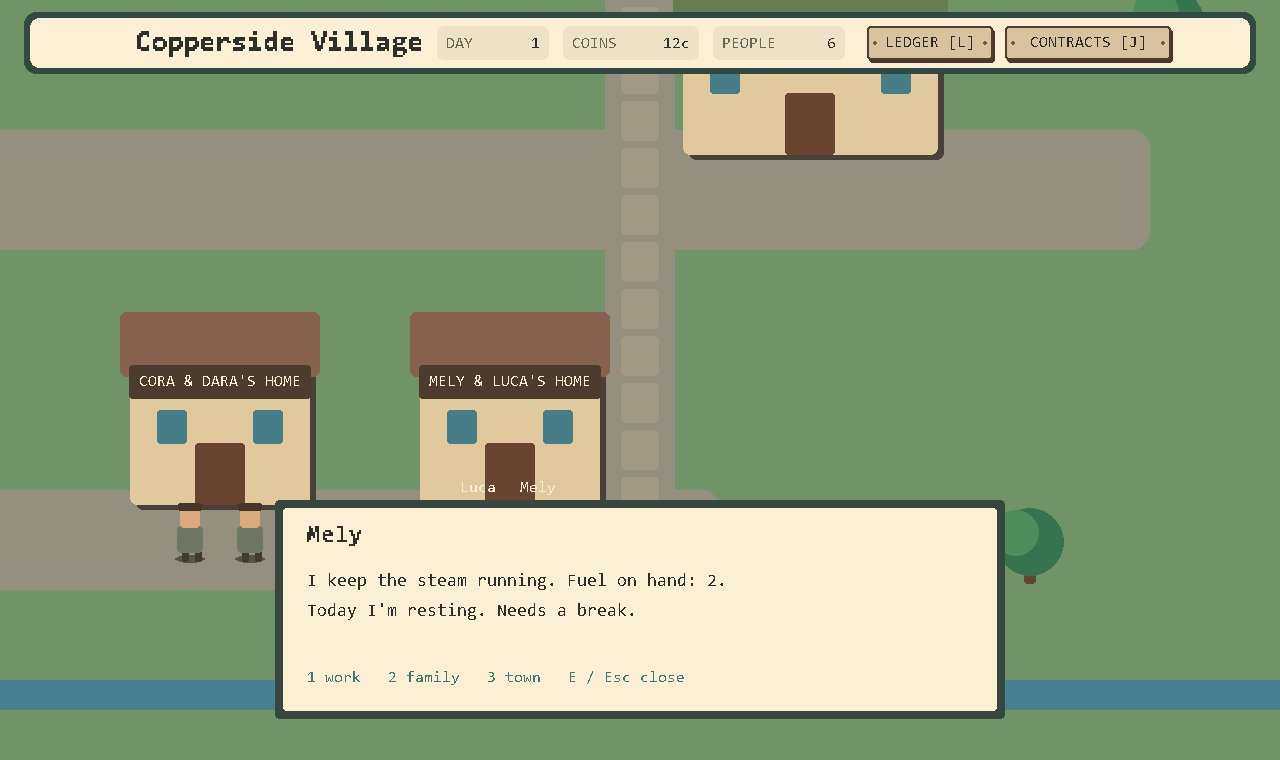 Copperside Village DAY 1 COINS 12c PEOPLE 6 LEDGER [L] CONTRACTS [J]
CORA & DARA'S HOME MELY & LUCA'S HOME
Luca Mely
Mely
I keep the steam running. Fuel on hand: 2.
Today I'm resting. Needs a break.
1 work 2 family 3 town E / Esc close